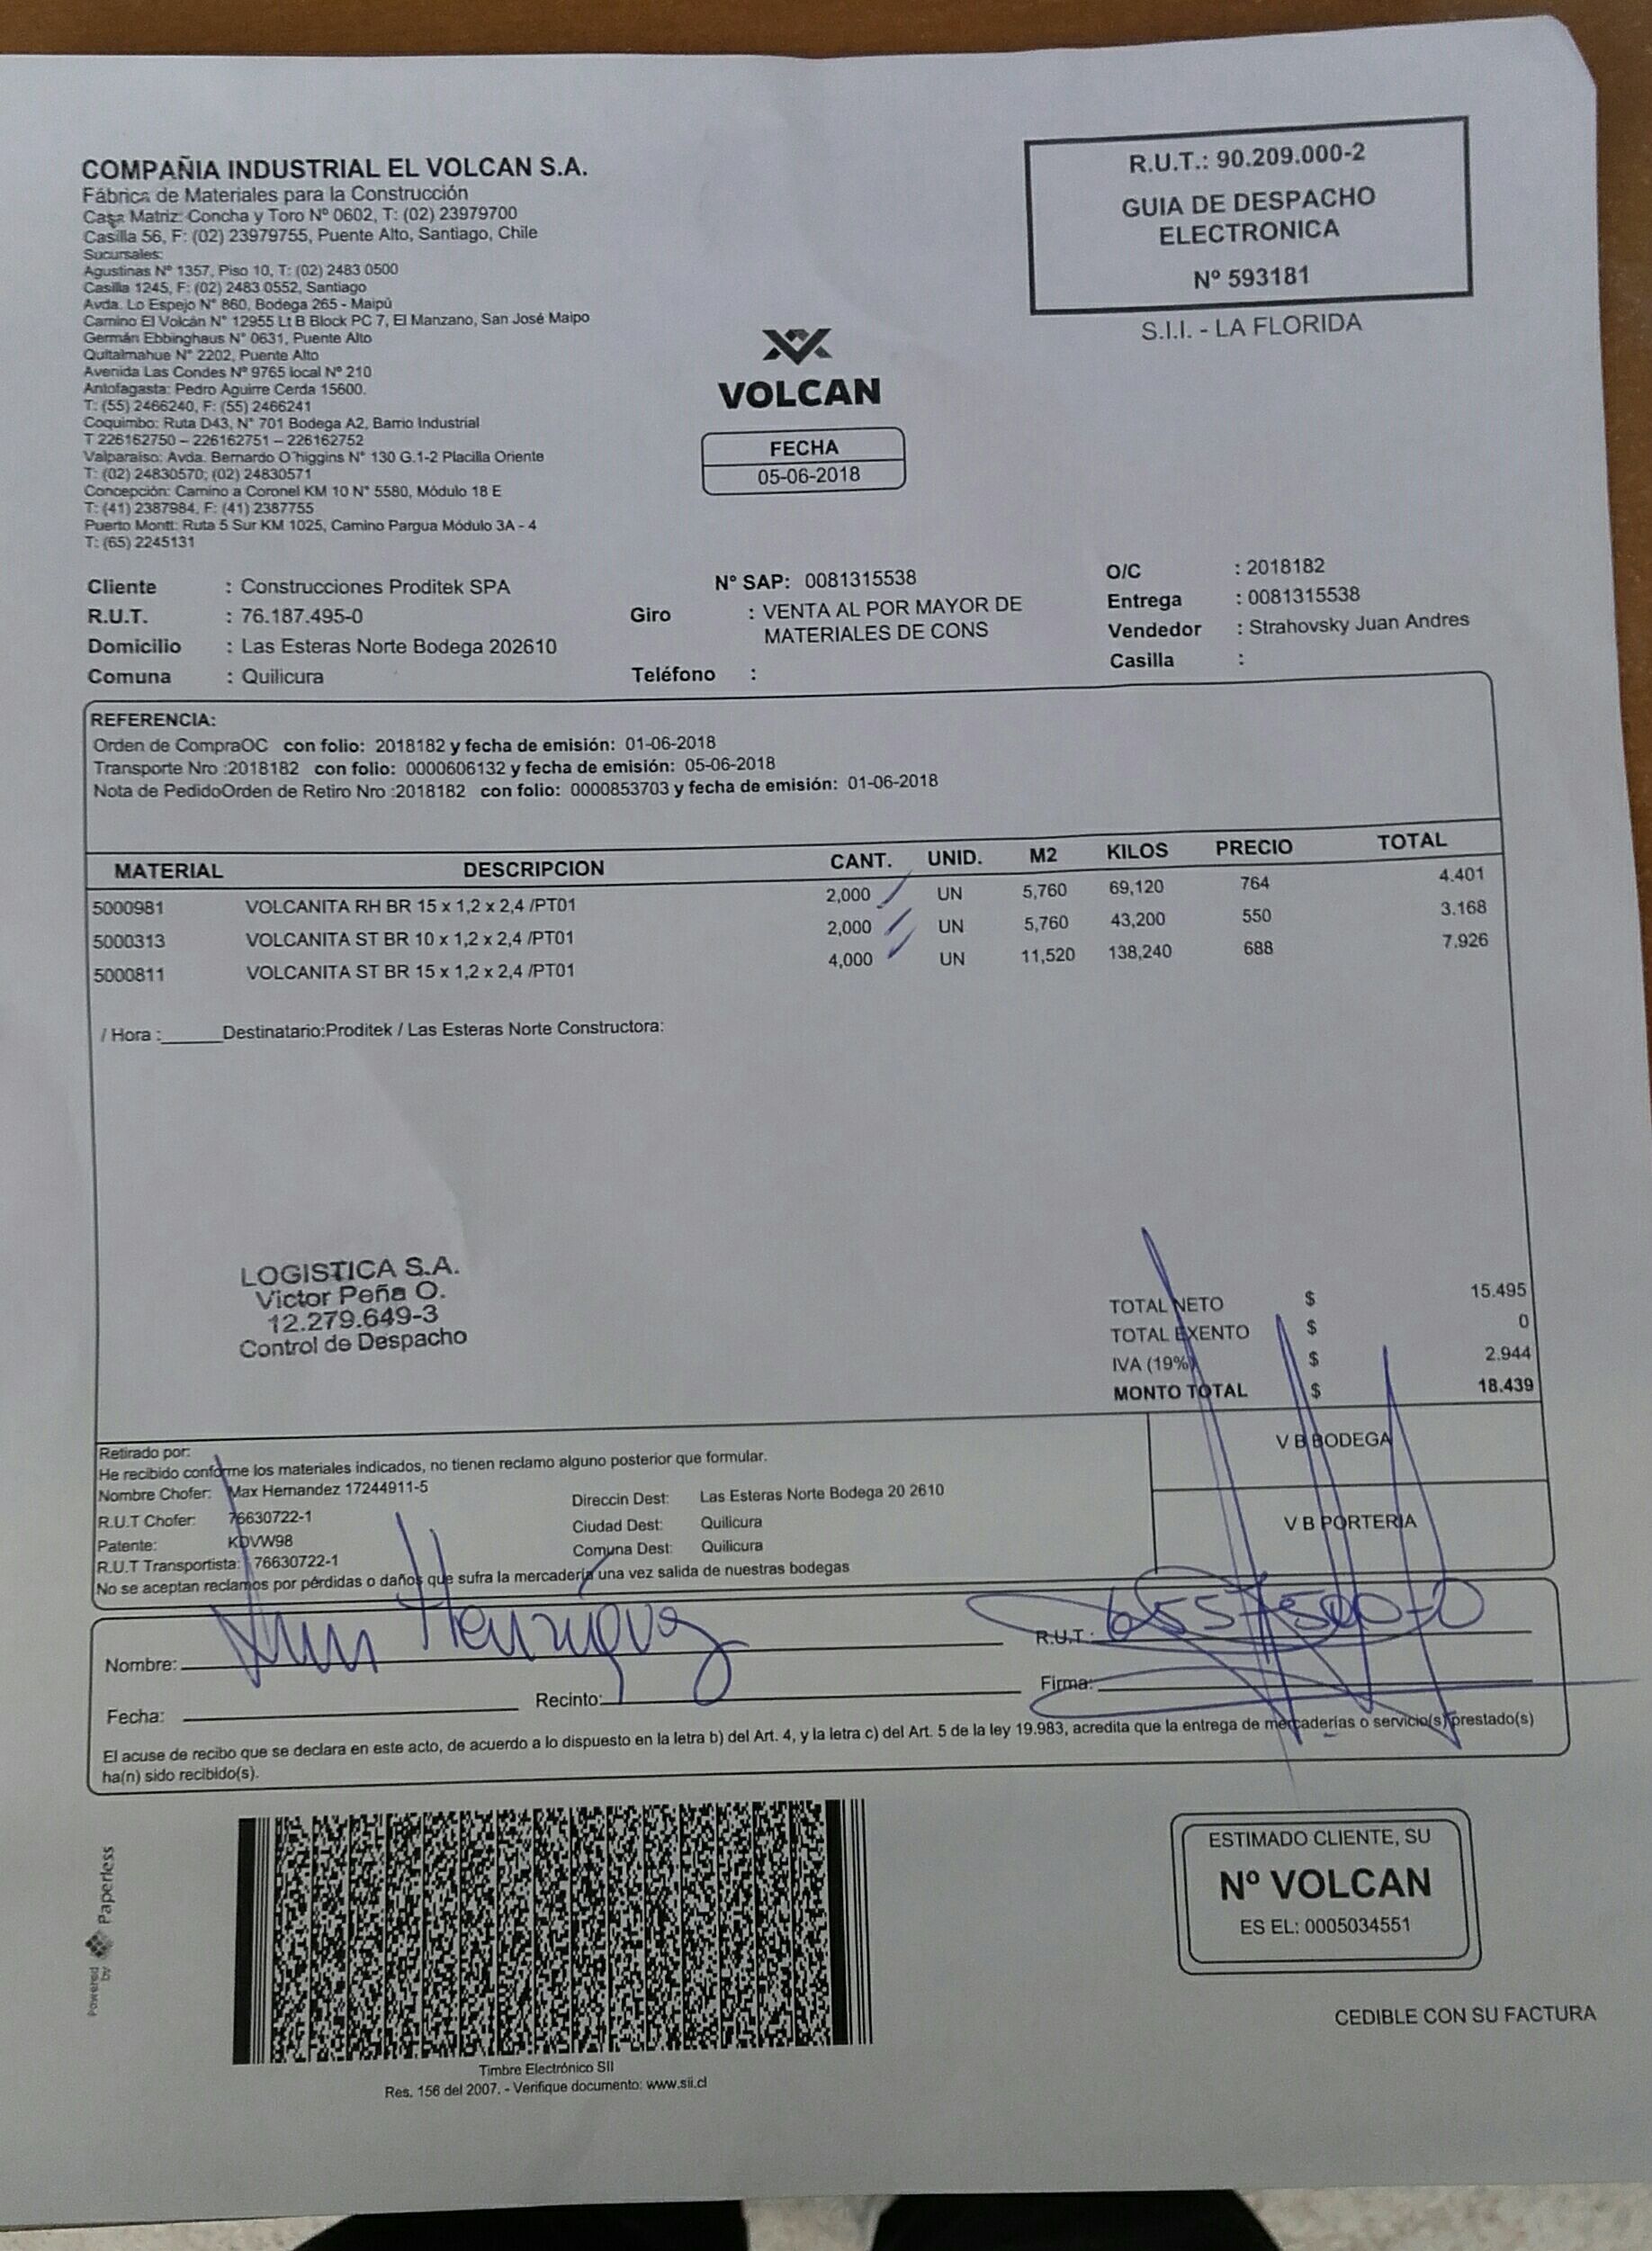 COMPAÑIA INDUSTRIAL EL VOLCAN S.A.
Fábrica de Materiales para la Construcción
Casa Matriz: Concha y Toro Nº 0602, T: (02) 23979700
Casilla 56, F: (02) 23979755, Puente Alto, Santiago, Chile
Sucursales:
Agustinas Nº 1357, Piso 10, T: (02) 2483 0500
Casilla 1245, F: (02) 2483 0552, Santiago
Avda. Lo Espejo N° 860, Bodega 265 - Maipú
Camino El Volcán N° 12955 Lt B Block PC 7, El Manzano, San José Maipo
Germán Ebbinghaus N° 0631, Puente Alto
Quitalmahue N° 2202, Puente Alto
Avenida Las Condes Nº 9765 local Nº 210
Antofagasta: Pedro Aguirre Cerda 15600.
T: (55) 2466240, F: (55) 2466241
Coquimbo: Ruta D43, N° 701 Bodega A2, Barrio Industrial
T 226162750 – 226162751 – 226162752
Valparaíso: Avda. Bernardo O´higgins N° 130 G.1-2 Placilla Oriente
T: (02) 24830570; (02) 24830571
Concepción: Camino a Coronel KM 10 N° 5580, Módulo 18 E
T: (41) 2387984, F: (41) 2387755
Puerto Montt: Ruta 5 Sur KM 1025, Camino Pargua Módulo 3A - 4
T: (65) 2245131
R.U.T.: 90.209.000-2
GUIA DE DESPACHO
ELECTRONICA
Nº 593181
S.I.I. - LA FLORIDA
VOLCAN
FECHA
05-06-2018
Cliente : Construcciones Proditek SPA
R.U.T. : 76.187.495-0
Domicilio : Las Esteras Norte Bodega 202610
Comuna : Quilicura
N° SAP: 0081315538
Giro : VENTA AL POR MAYOR DE
MATERIALES DE CONS
Teléfono :
O/C : 2018182
Entrega : 0081315538
Vendedor : Strahovsky Juan Andres
Casilla :
REFERENCIA:
Orden de CompraOC con folio: 2018182 y fecha de emisión: 01-06-2018
Transporte Nro :2018182 con folio: 0000606132 y fecha de emisión: 05-06-2018
Nota de PedidoOrden de Retiro Nro :2018182 con folio: 0000853703 y fecha de emisión: 01-06-2018
MATERIAL DESCRIPCION CANT. UNID. M2 KILOS PRECIO TOTAL
5000981 VOLCANITA RH BR 15 x 1,2 x 2,4 /PT01 2,000 UN 5,760 69,120 764 4.401
5000313 VOLCANITA ST BR 10 x 1,2 x 2,4 /PT01 2,000 UN 5,760 43,200 550 3.168
5000811 VOLCANITA ST BR 15 x 1,2 x 2,4 /PT01 4,000 UN 11,520 138,240 688 7.926
/ Hora :______Destinatario:Proditek / Las Esteras Norte Constructora:
LOGISTICA S.A.
Victor Peña O.
12.279.649-3
Control de Despacho
TOTAL NETO $ 15.495
TOTAL EXENTO $ 0
IVA (19%) $ 2.944
MONTO TOTAL $ 18.439
Retirado por:
He recibido conforme los materiales indicados, no tienen reclamo alguno posterior que formular.
Nombre Chofer: Max Hernandez 17244911-5
R.U.T Chofer: 76630722-1
Patente: KDVW98
R.U.T Transportista: 76630722-1
Direccin Dest: Las Esteras Norte Bodega 20 2610
Ciudad Dest: Quilicura
Comuna Dest: Quilicura
No se aceptan reclamos por pérdidas o daños que sufra la mercadería una vez salida de nuestras bodegas
V B BODEGA
V B PORTERIA
Nombre:
R.U.T.:
Fecha:
Recinto:
Firma:
El acuse de recibo que se declara en este acto, de acuerdo a lo dispuesto en la letra b) del Art. 4, y la letra c) del Art. 5 de la ley 19.983, acredita que la entrega de mercaderías o servicio(s) prestado(s)
ha(n) sido recibido(s).
Powered by Paperless
Timbre Electrónico SII
Res. 156 del 2007. - Verifique documento: www.sii.cl
ESTIMADO CLIENTE, SU
Nº VOLCAN
ES EL: 0005034551
CEDIBLE CON SU FACTURA